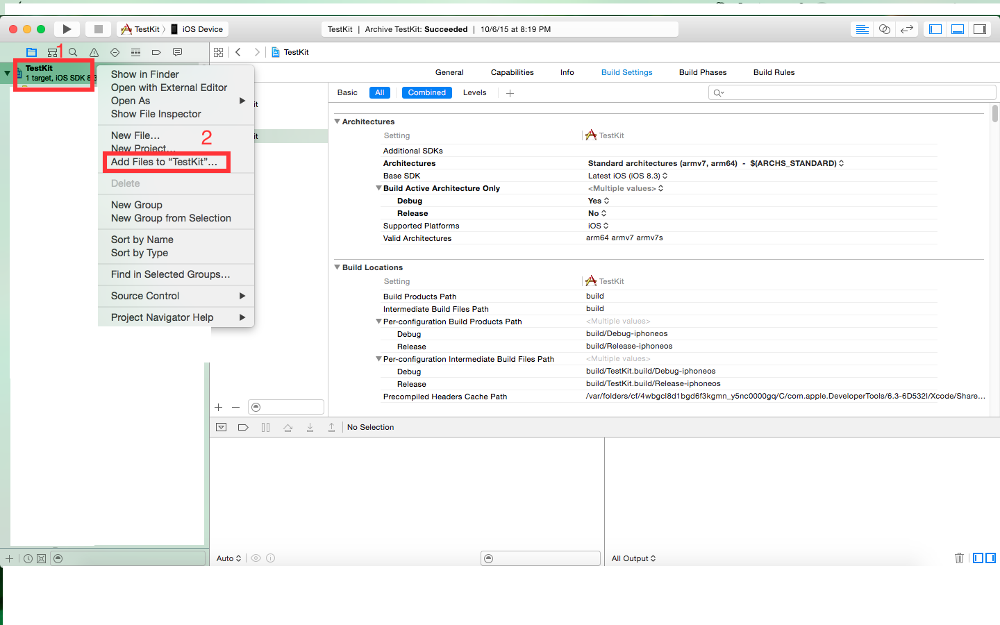 TestKit 〉 iOS Device
TestKit | Archive TestKit: Succeeded | 10/6/15 at 8:19 PM
1
TestKit
TestKit
1 target, iOS SDK 8.3
Show in Finder
Open with External Editor
Open As
Show File Inspector
New File...
2
New Project...
Add Files to “TestKit”...
Delete
New Group
New Group from Selection
Sort by Name
Sort by Type
Find in Selected Groups...
Source Control
Project Navigator Help
it
it
General Capabilities Info Build Settings Build Phases Build Rules
Basic All Combined Levels
Architectures
Setting TestKit
Additional SDKs
Architectures Standard architectures (armv7, arm64) - $(ARCHS_STANDARD)
Base SDK Latest iOS (iOS 8.3)
Build Active Architecture Only <Multiple values>
Debug Yes
Release No
Supported Platforms iOS
Valid Architectures arm64 armv7 armv7s
Build Locations
Setting TestKit
Build Products Path build
Intermediate Build Files Path build
Per-configuration Build Products Path <Multiple values>
Debug build/Debug-iphoneos
Release build/Release-iphoneos
Per-configuration Intermediate Build Files Path <Multiple values>
Debug build/TestKit.build/Debug-iphoneos
Release build/TestKit.build/Release-iphoneos
Precompiled Headers Cache Path /var/folders/cf/4wbgcl8d1bgd6f3kgmn_y5nc0000gq/C/com.apple.DeveloperTools/6.3-6D532l/Xcode/Share...
No Selection
Auto
All Output